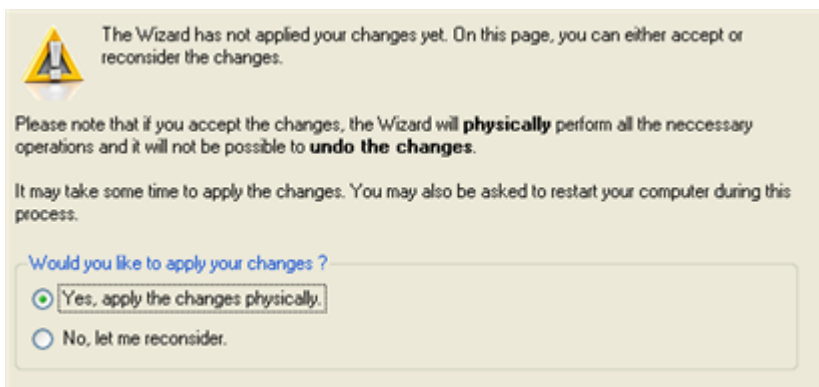 The Wizard has not applied your changes yet. On this page, you can either accept or
reconsider the changes.
Please note that if you accept the changes, the Wizard will physically perform all the neccessary
operations and it will not be possible to undo the changes.
It may take some time to apply the changes. You may also be asked to restart your computer during this
process.
Would you like to apply your changes ?
Yes, apply the changes physically.
No, let me reconsider.